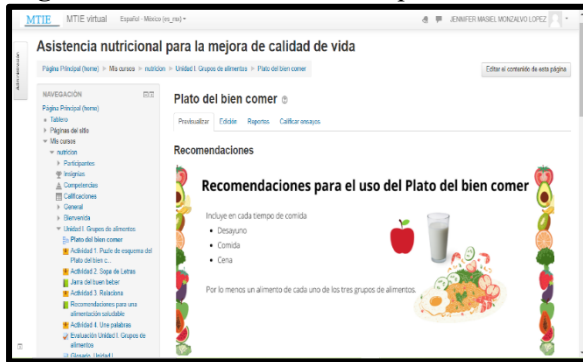 MTIE MTIE virtual Español - México (es_mx) JENNIFER MASIEL MONZALVO LOPEZ
Asistencia nutricional para la mejora de calidad de vida
Página Principal (home) > Mis cursos > nutricion > Unidad I. Grupos de alimentos > Plato del bien comer Editar el contenido de esta página
NAVEGACIÓN
Página Principal (home)
Tablero
Páginas del sitio
Mis cursos
nutricion
Participantes
Insignias
Competencias
Calificaciones
General
Bienvenida
Unidad I. Grupos de alimentos
Plato del bien comer
Actividad 1. Puzle de esquema del
Plato del bien c...
Actividad 2. Sopa de Letras
Jarra del buen beber
Actividad 3. Relaciona
Recomendaciones para una
alimentación saludable
Actividad 4. Une palabras
Evaluación Unidad I. Grupos de
alimentos
Glosario. Unidad I
Plato del bien comer
Previsualizar Edición Reportes Calificar ensayos
Recomendaciones
Recomendaciones para el uso del Plato del bien comer
Incluye en cada tiempo de comida
• Desayuno
• Comida
• Cena
Por lo menos un alimento de cada uno de los tres grupos de alimentos.